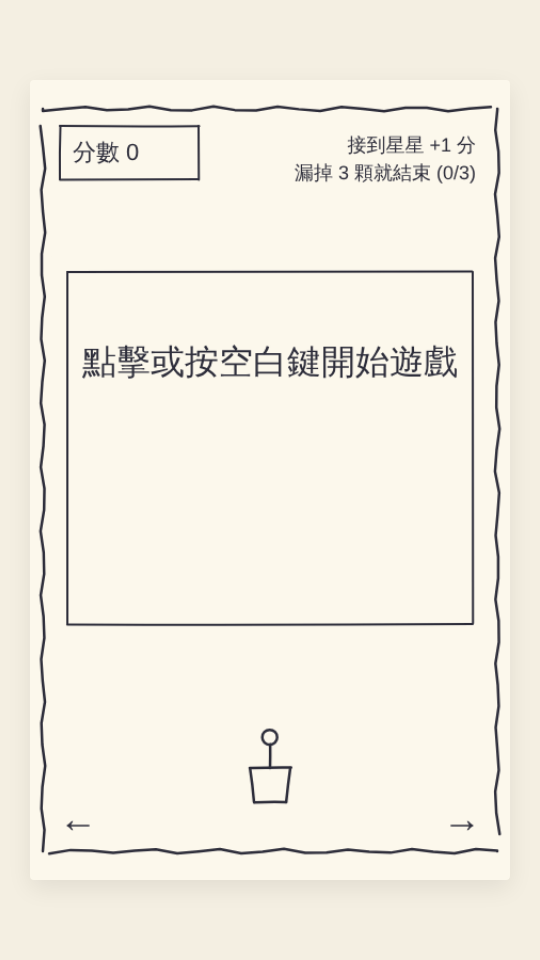 分數 0
接到星星 +1 分
漏掉 3 顆就結束 (0/3)
點擊或按空白鍵開始遊戲
← →